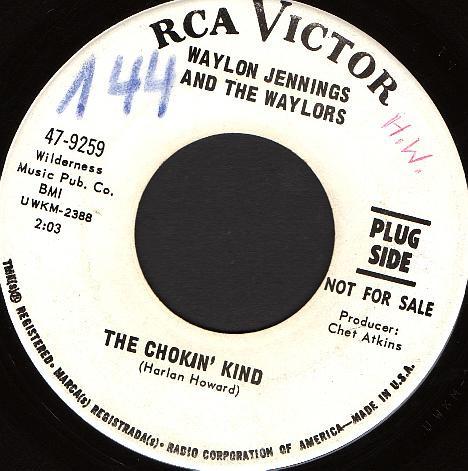 RCA VICTOR
WAYLON JENNINGS
AND THE WAYLORS
144
H.W.
47-9259
Wilderness
Music Pub. Co.
BMI
UWKM-2388
2:03
PLUG
SIDE
NOT FOR SALE
Producer:
Chet Atkins
THE CHOKIN' KIND
(Harlan Howard)
TMK(s)® REGISTERED • MARCA(s) REGISTRADA(s) • RADIO CORPORATION OF AMERICA—MADE IN U.S.A.